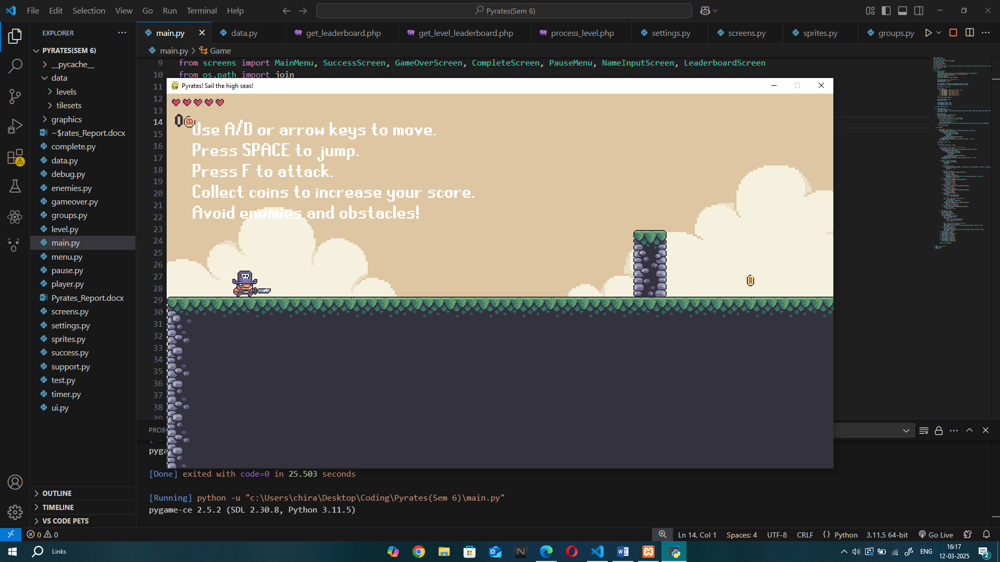 File Edit Selection View Go Run Terminal Help
Pyrates(Sem 6)
EXPLORER
main.py
data.py
get_leaderboard.php
get_level_leaderboard.php
process_level.php
settings.py
screens.py
sprites.py
groups.py
PYRATES(SEM 6)
main.py > Game
__pycache__
data
levels
tilesets
graphics
~$rates_Report.docx
complete.py
data.py
debug.py
enemies.py
gameover.py
groups.py
level.py
main.py
menu.py
pause.py
player.py
Pyrates_Report.docx
screens.py
settings.py
sprites.py
success.py
support.py
test.py
timer.py
ui.py
OUTLINE
TIMELINE
VS CODE PETS
9 from screens import MainMenu, SuccessScreen, GameOverScreen, CompleteScreen, PauseMenu, NameInputScreen, LeaderboardScreen
10 from os.path import join
11
12
13
14
15
16
17
18
19
20
21
22
23
24
25
26
27
28
29
30
31
32
33
34
35
36
37
38
39
Pyrates! Sail the high seas!
0
Use A/D or arrow keys to move.
Press SPACE to jump.
Press F to attack.
Collect coins to increase your score.
Avoid enemies and obstacles!
PROB
pyga
[Done] exited with code=0 in 25.503 seconds
[Running] python -u "c:\Users\chira\Desktop\Coding\Pyrates(Sem 6)\main.py"
pygame-ce 2.5.2 (SDL 2.30.8, Python 3.11.5)
0 0
Ln 14, Col 1 Spaces: 4 UTF-8 CRLF {} Python 3.11.5 64-bit Go Live
Links
ENG
16:17
12-03-2025
2